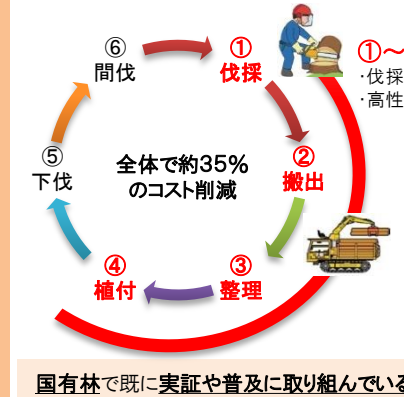 ⑥
間伐
①
伐採
①～
・伐採
・高性
⑤
下伐
全体で約35%
のコスト削減
②
搬出
④
植付
③
整理
国有林で既に実証や普及に取り組んでいる